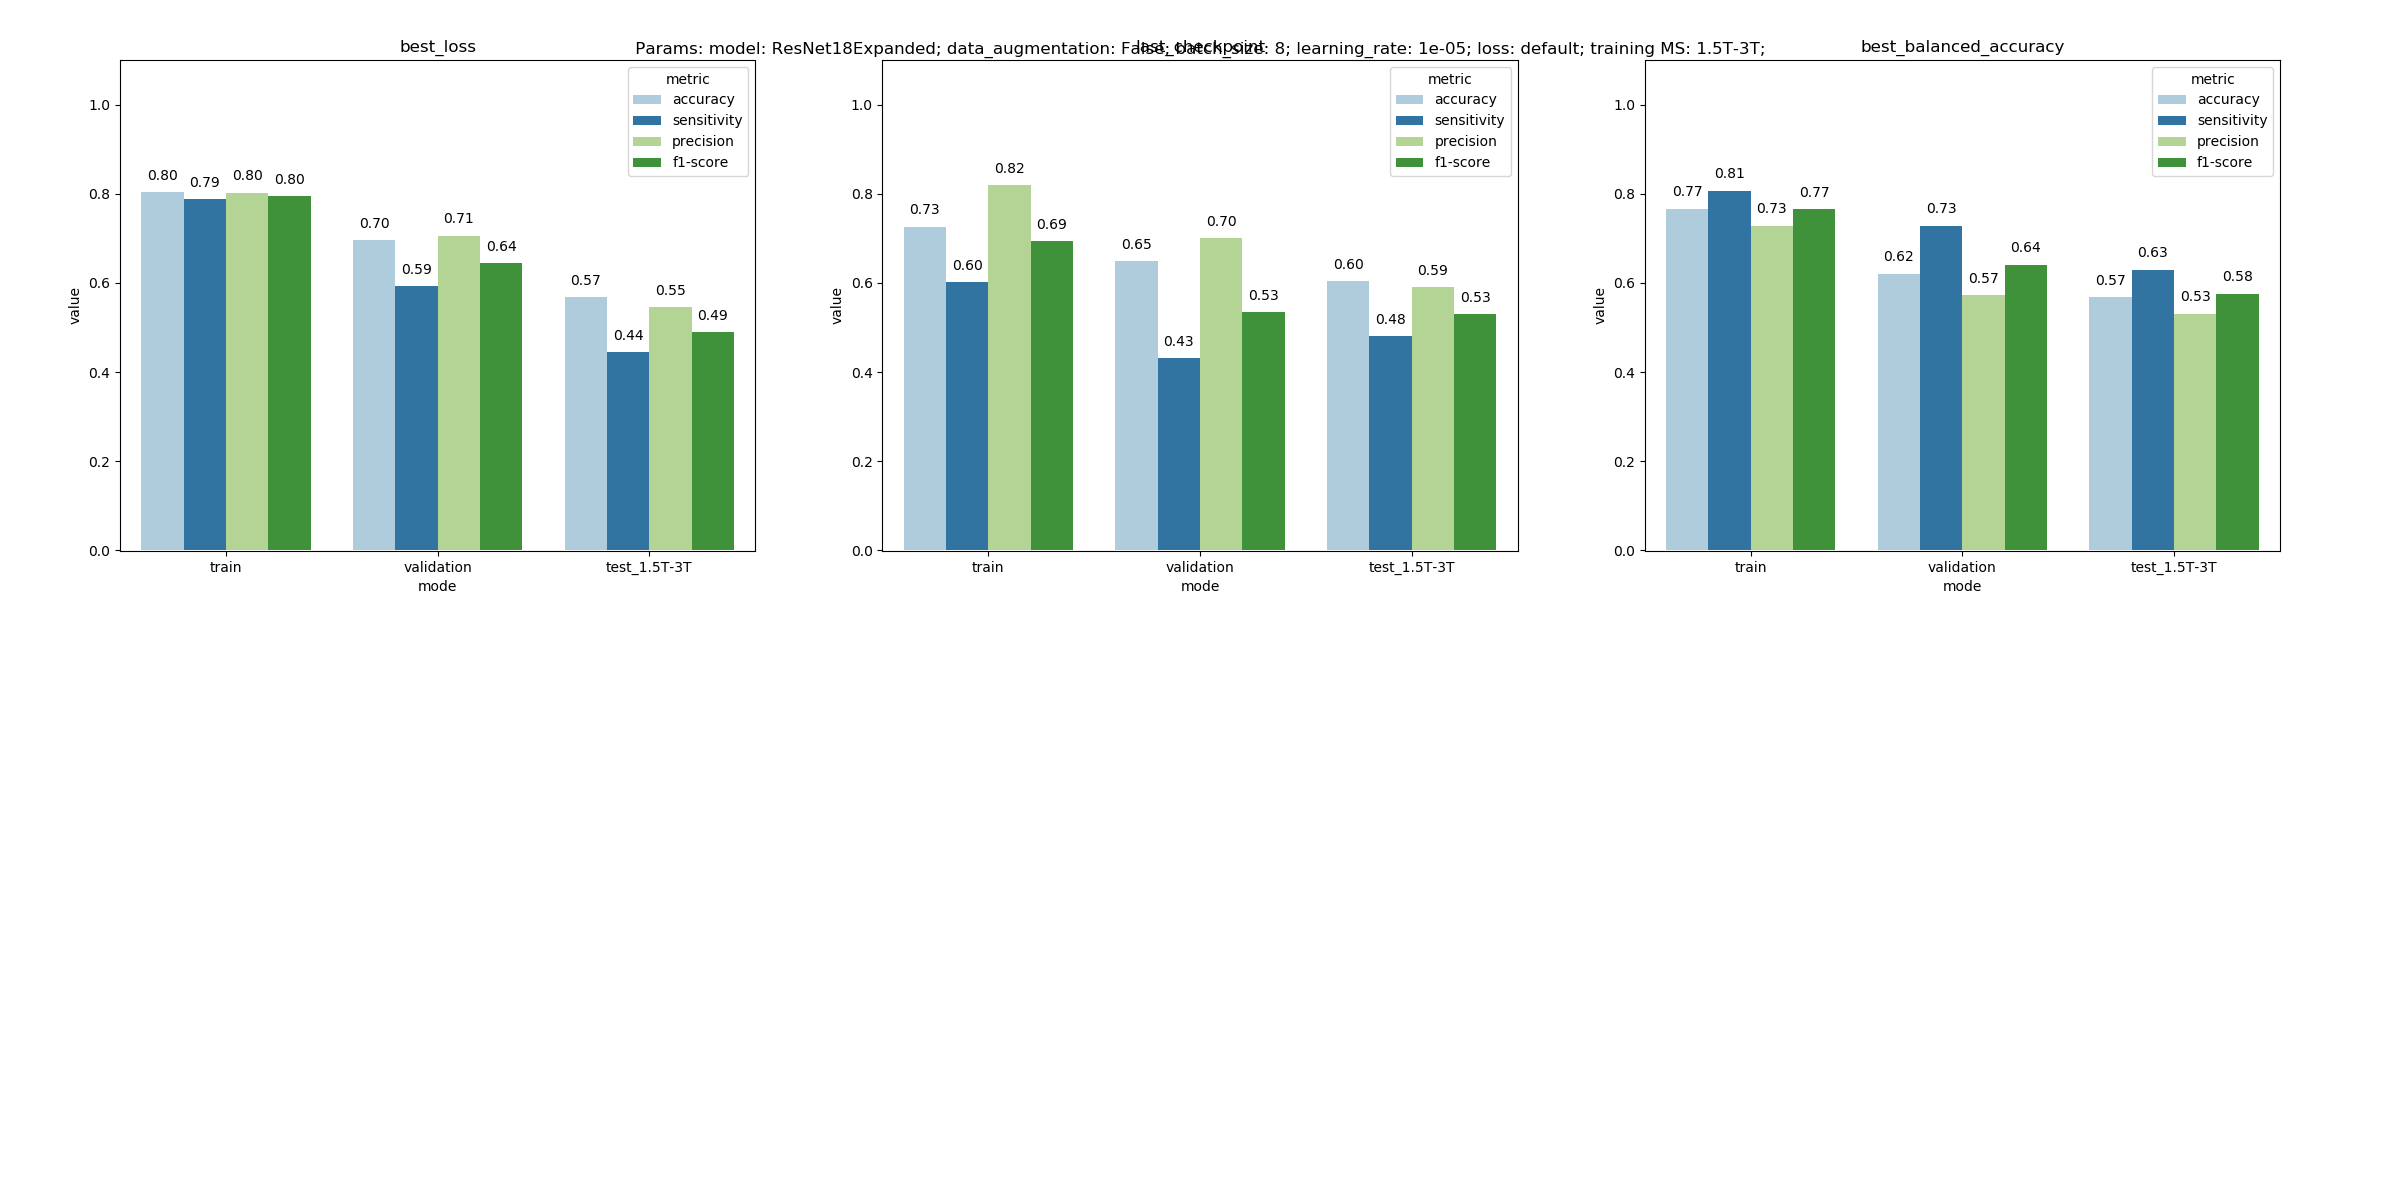 best_loss
Params: model: ResNet18Expanded; data_augmentation: False; batch_size: 8; learning_rate: 1e-05; loss: default; training MS: 1.5T-3T;
last_checkpoint
best_balanced_accuracy
metric
accuracy
sensitivity
precision
f1-score
1.0
0.8
0.6
0.4
0.2
0.0
value
0.80
0.79
0.80
0.80
0.70
0.59
0.71
0.64
0.57
0.44
0.55
0.49
train
validation
test_1.5T-3T
mode
metric
accuracy
sensitivity
precision
f1-score
1.0
0.8
0.6
0.4
0.2
0.0
value
0.73
0.60
0.82
0.69
0.65
0.43
0.70
0.53
0.60
0.48
0.59
0.53
train
validation
test_1.5T-3T
mode
metric
accuracy
sensitivity
precision
f1-score
1.0
0.8
0.6
0.4
0.2
0.0
value
0.77
0.81
0.73
0.77
0.62
0.73
0.57
0.64
0.57
0.63
0.53
0.58
train
validation
test_1.5T-3T
mode